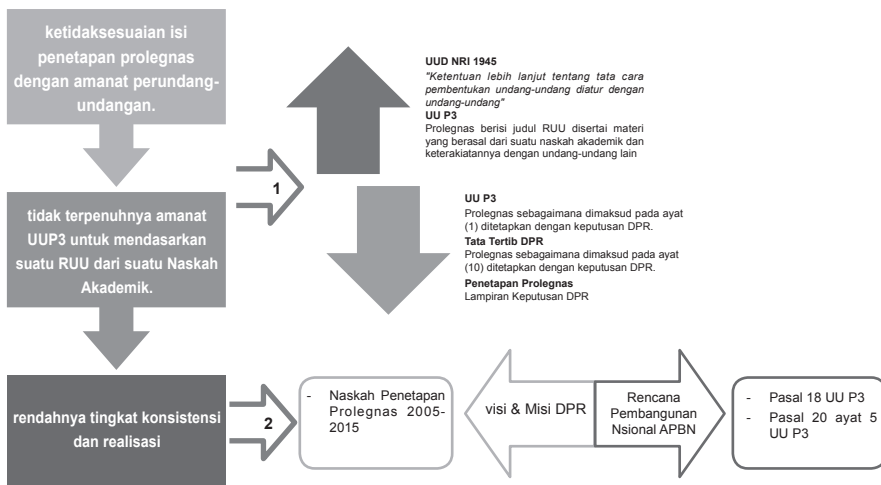 ketidaksesuaian isi
penetapan prolegnas
dengan amanat perundang-
undangan.
tidak terpenuhnya amanat
UUP3 untuk mendasarkan
suatu RUU dari suatu Naskah
Akademik.
rendahnya tingkat konsistensi
dan realisasi
1
UUD NRI 1945
"Ketentuan lebih lanjut tentang tata cara
pembentukan undang-undang diatur dengan
undang-undang"
UU P3
Prolegnas berisi judul RUU disertai materi
yang berasal dari suatu naskah akademik dan
keterakiatannya dengan undang-undang lain
UU P3
Prolegnas sebagaimana dimaksud pada ayat
(1) ditetapkan dengan keputusan DPR.
Tata Tertib DPR
Prolegnas sebagaimana dimaksud pada ayat
(10) ditetapkan dengan keputusan DPR.
Penetapan Prolegnas
Lampiran Keputusan DPR
2
- Naskah Penetapan
Prolegnas 2005-
2015
visi & Misi DPR
Rencana
Pembangunan
Nsional APBN
- Pasal 18 UU P3
- Pasal 20 ayat 5
UU P3